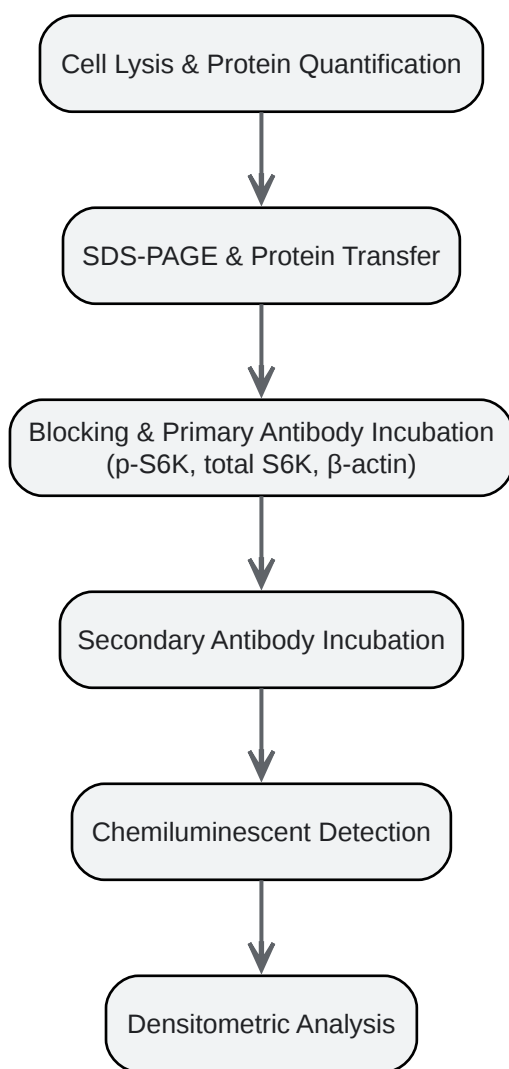 Cell Lysis & Protein Quantification
SDS-PAGE & Protein Transfer
Blocking & Primary Antibody Incubation
(p-S6K, total S6K, β-actin)
Secondary Antibody Incubation
Chemiluminescent Detection
Densitometric Analysis